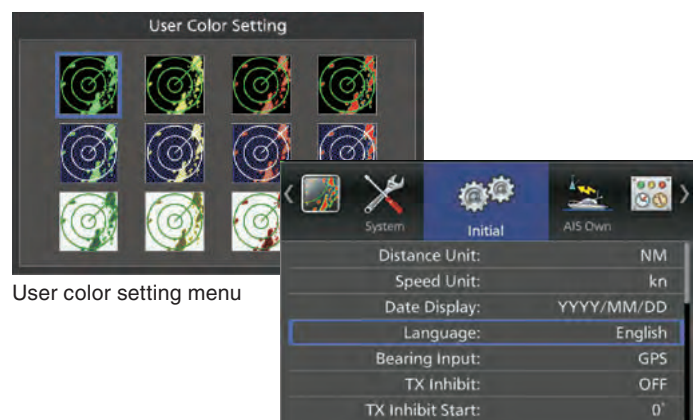 User Color Setting
System
Initial
AIS Own
Distance Unit: NM
Speed Unit: kn
Date Display: YYYY/MM/DD
Language: English
Bearing Input: GPS
TX Inhibit: OFF
TX Inhibit Start: 0°
User color setting menu